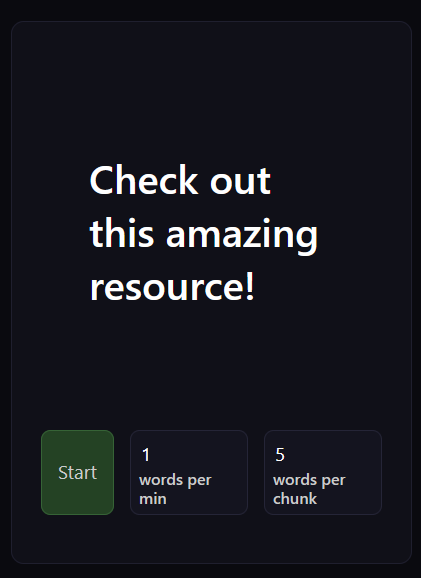 Check out
this amazing
resource!
Start
1
words per
min
5
words per
chunk